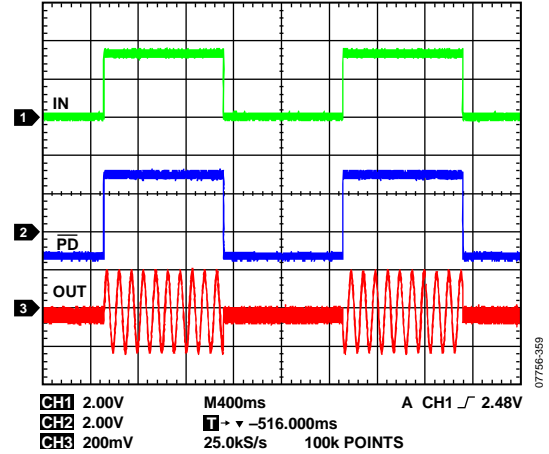 IN
1
2
PD
OUT
3
CH1 2.00V M400ms A CH1 2.48V
CH2 2.00V T → ▼ –516.000ms
CH3 200mV 25.0kS/s 100k POINTS
07756-359